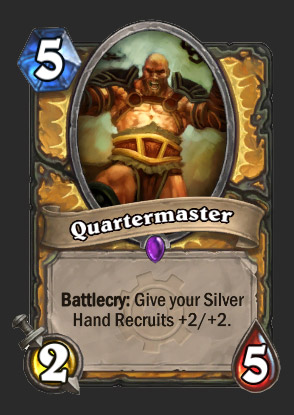 5
Quartermaster
Battlecry: Give your Silver
Hand Recruits +2/+2.
2
5